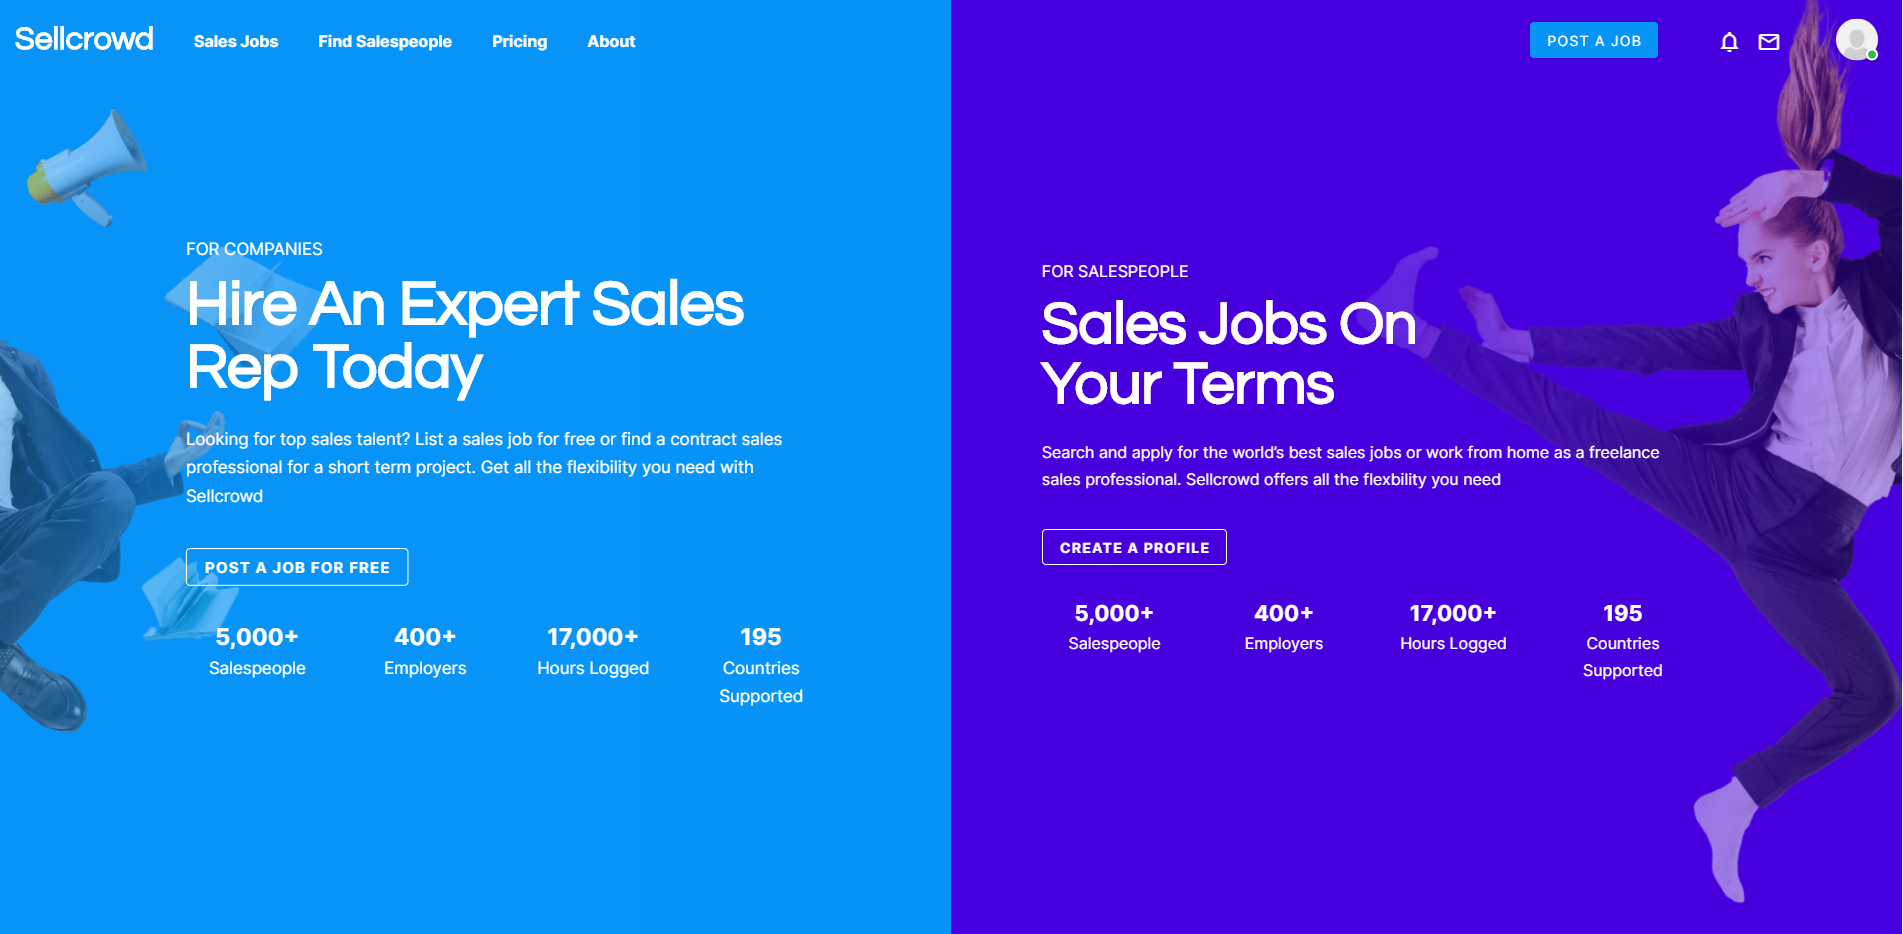 Sellcrowd
Sales Jobs
Find Salespeople
Pricing
About
POST A JOB
FOR COMPANIES
Hire An Expert Sales
Rep Today
Looking for top sales talent? List a sales job for free or find a contract sales
professional for a short term project. Get all the flexibility you need with
Sellcrowd
POST A JOB FOR FREE
5,000+
Salespeople
400+
Employers
17,000+
Hours Logged
195
Countries
Supported
FOR SALESPEOPLE
Sales Jobs On
Your Terms
Search and apply for the world's best sales jobs or work from home as a freelance
sales professional. Sellcrowd offers all the flexbility you need
CREATE A PROFILE
5,000+
Salespeople
400+
Employers
17,000+
Hours Logged
195
Countries
Supported